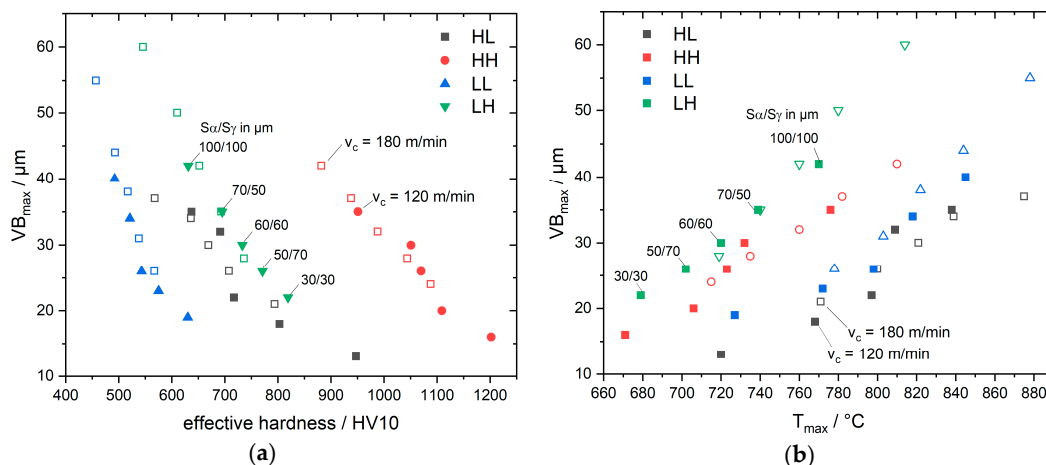 60
50
40
30
20
10
VBmax / µm
400 500 600 700 800 900 1000 1100 1200
effective hardness / HV10
HL
HH
LL
LH
Sα/Sγ in µm
100/100
70/50
60/60
50/70
30/30
vc = 180 m/min
vc = 120 m/min
(a)
60
50
40
30
20
10
VBmax / µm
660 680 700 720 740 760 780 800 820 840 860 880
Tmax / °C
HL
HH
LL
LH
Sα/Sγ in µm
100/100
70/50
60/60
50/70
30/30
vc = 180 m/min
vc = 120 m/min
(b)